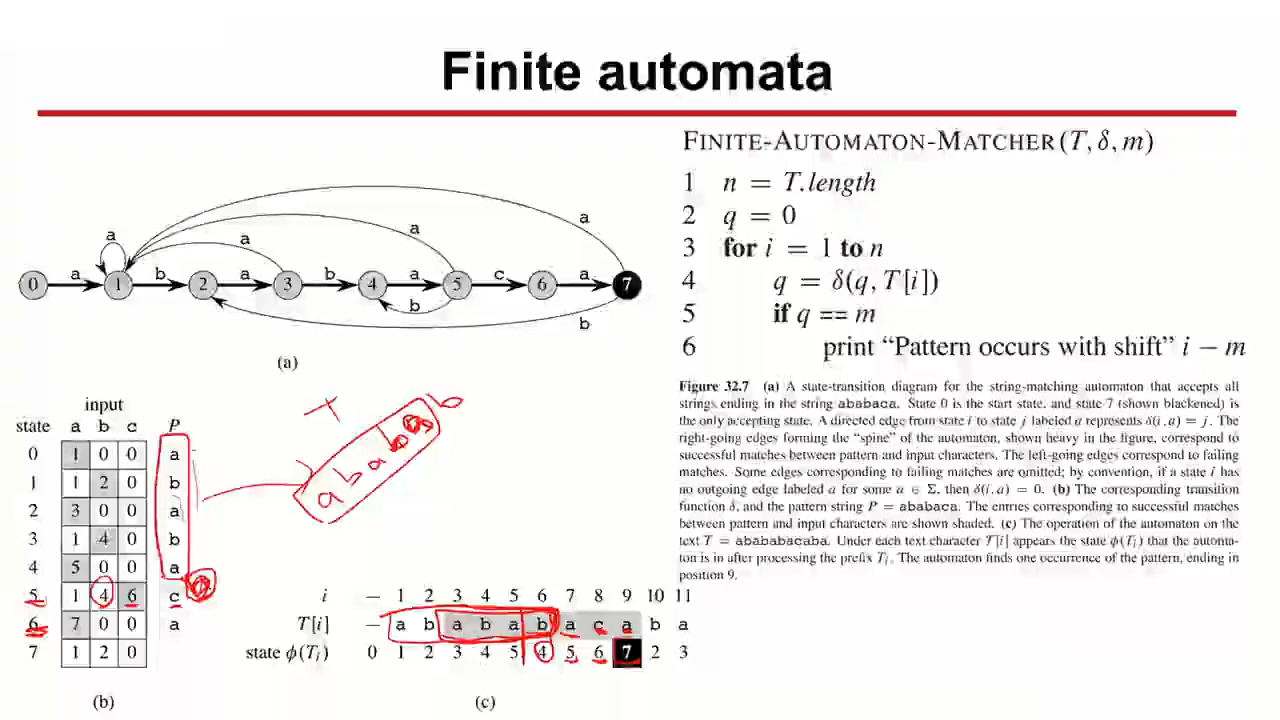 Finite automata
FINITE-AUTOMATON-MATCHER(T, δ, m)
1 n = T.length
2 q = 0
3 for i = 1 to n
4 q = δ(q, T[i])
5 if q == m
6 print “Pattern occurs with shift” i − m
a a a a
0 a 1 b 2 a 3 b 4 a 5 c 6 a 7
b b
(a)
Figure 32.7 (a) A state-transition diagram for the string-matching automaton that accepts all
strings ending in the string ababaca. State 0 is the start state, and state 7 (shown blackened) is
the only accepting state. A directed edge from state i to state j labeled a represents δ(i, a) = j. The
right-going edges forming the “spine” of the automaton, shown heavy in the figure, correspond to
successful matches between pattern and input characters. The left-going edges correspond to failing
matches. Some edges corresponding to failing matches are omitted; by convention, if a state i has
no outgoing edge labeled a for some a ∈ Σ, then δ(i, a) = 0. (b) The corresponding transition
function δ, and the pattern string P = ababaca. The entries corresponding to successful matches
between pattern and input characters are shown shaded. (c) The operation of the automaton on the
text T = abababacaba. Under each text character T[i] appears the state φ(Ti) that the automa-
ton is in after processing the prefix Ti. The automaton finds one occurrence of the pattern, ending in
position 9.
input
state a b c P
0 1 0 0 a
1 1 2 0 b
2 3 0 0 a
3 1 4 0 b
4 5 0 0 a
5 1 4 6 c
6 7 0 0 a
7 1 2 0
(b)
T
a b a b a b
i — 1 2 3 4 5 6 7 8 9 10 11
T[i] — a b a b a b a c a b a
state φ(Ti) 0 1 2 3 4 5 4 5 6 7 2 3
(c)